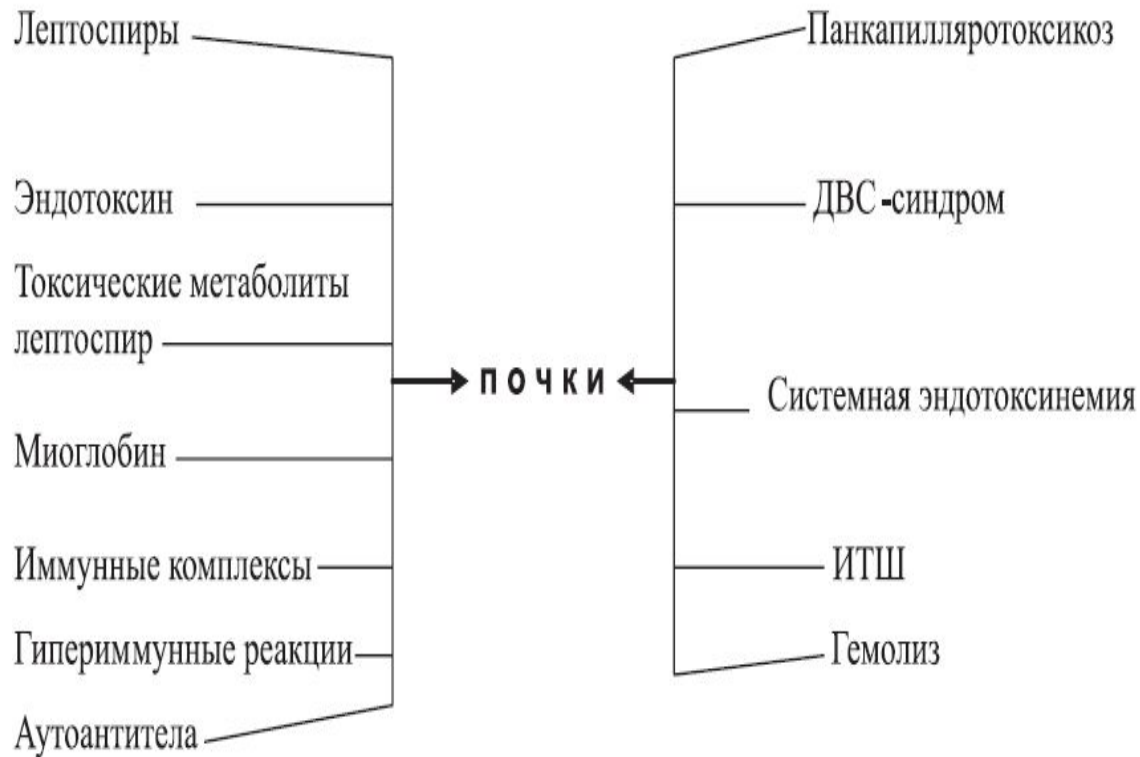 Лептоспиры
Эндотоксин
Токсические метаболиты
лептоспир
Миоглобин
Иммунные комплексы
Гипериммунные реакции
Аутоантитела
почки
Панкапилляротоксикоз
ДВС-синдром
Системная эндотоксинемия
ИТШ
Гемолиз